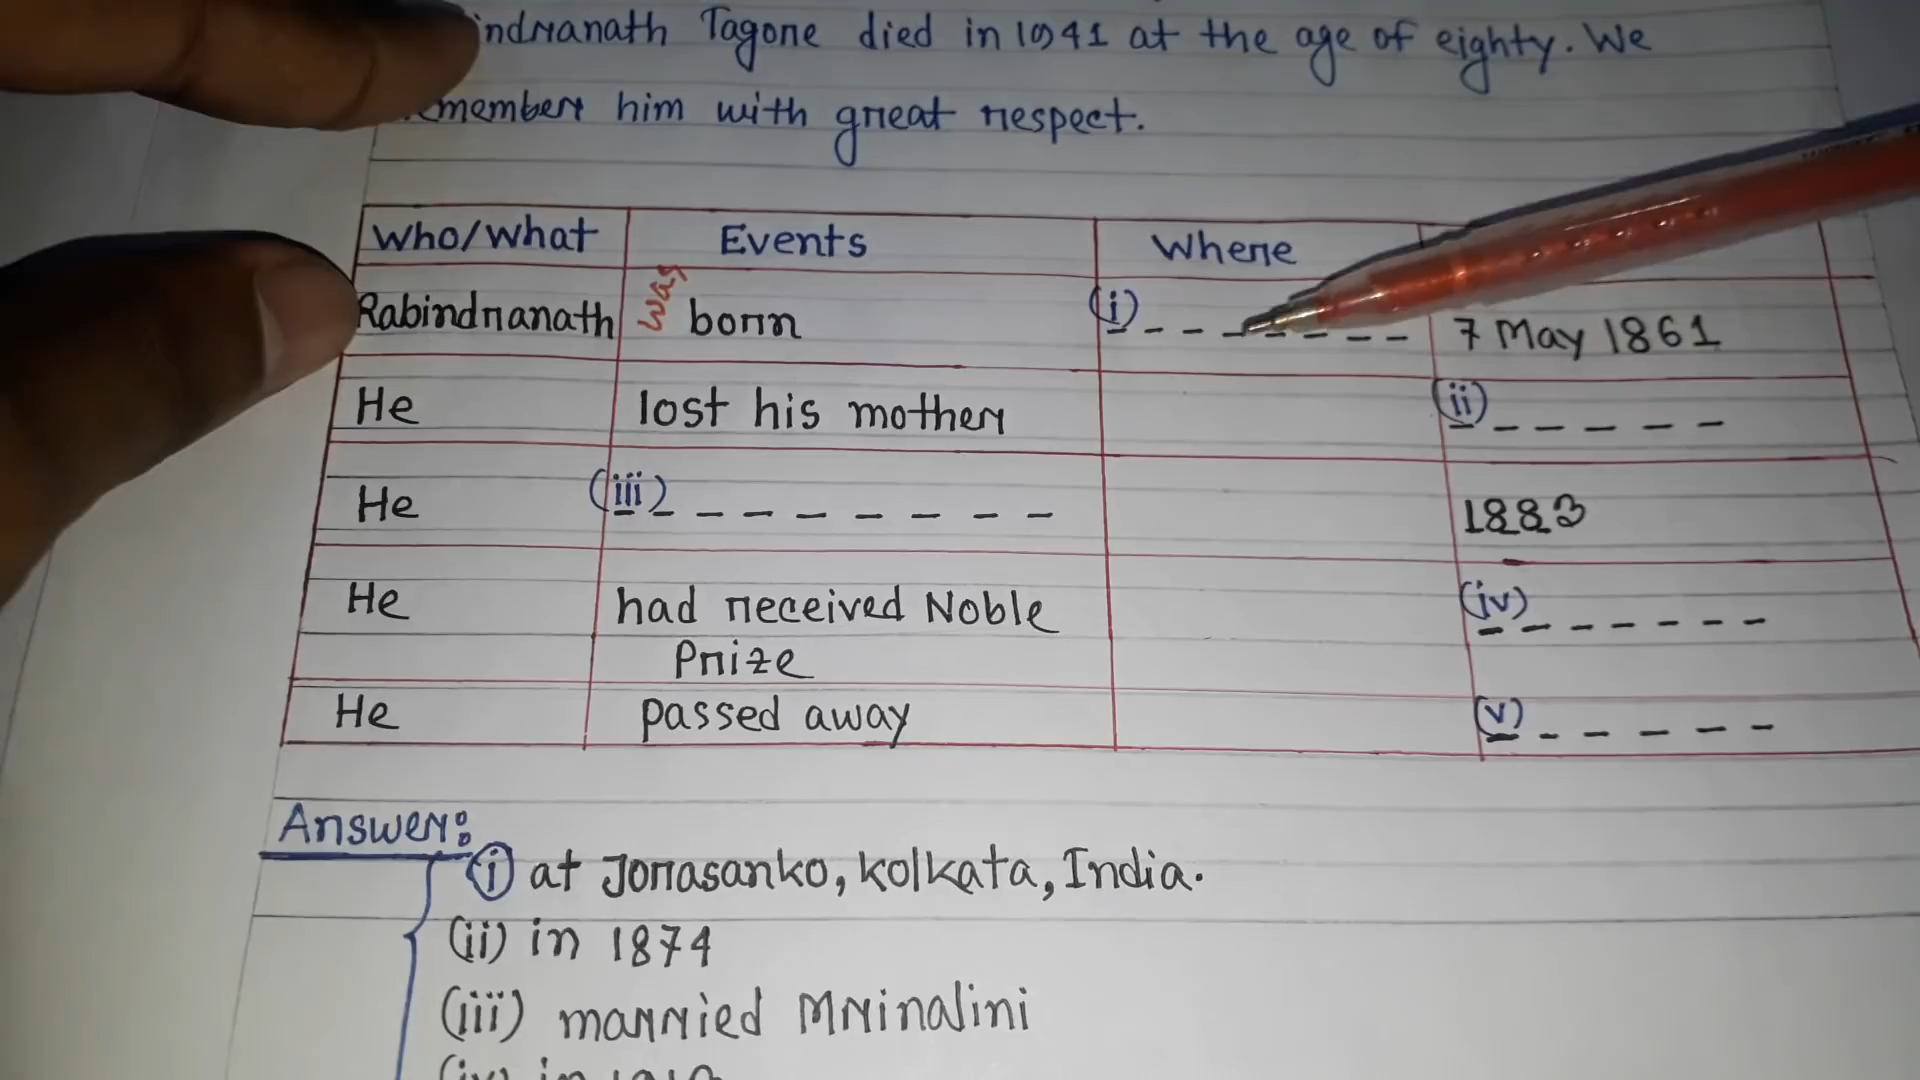 Tagore died in 1941 at the age of eighty. We
him with great respect.
Who/What Events Where
Rabindranath was born (i) _ _ _ _ _ _ _ 7 May 1861
He lost his mother (ii) _ _ _ _ _ _
He (iii) _ _ _ _ _ _ _ _ _ 1883
He had received Noble (iv) _ _ _ _ _ _ _
Prize
He passed away (v) _ _ _ _ _ _
Answer:
(i) at Jorasanko, Kolkata, India.
(ii) in 1874
(iii) married Mrinalini
(iv) in